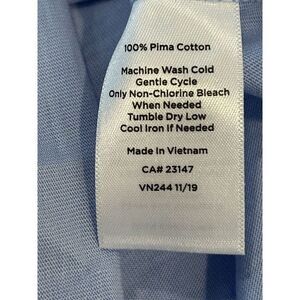 100% Pima Cotton
Machine Wash Cold
Gentle Cycle
Only Non-Chlorine Bleach
When Needed
Tumble Dry Low
Cool Iron if Needed
Made in Vietnam
CA# 23147
VN244 11/19